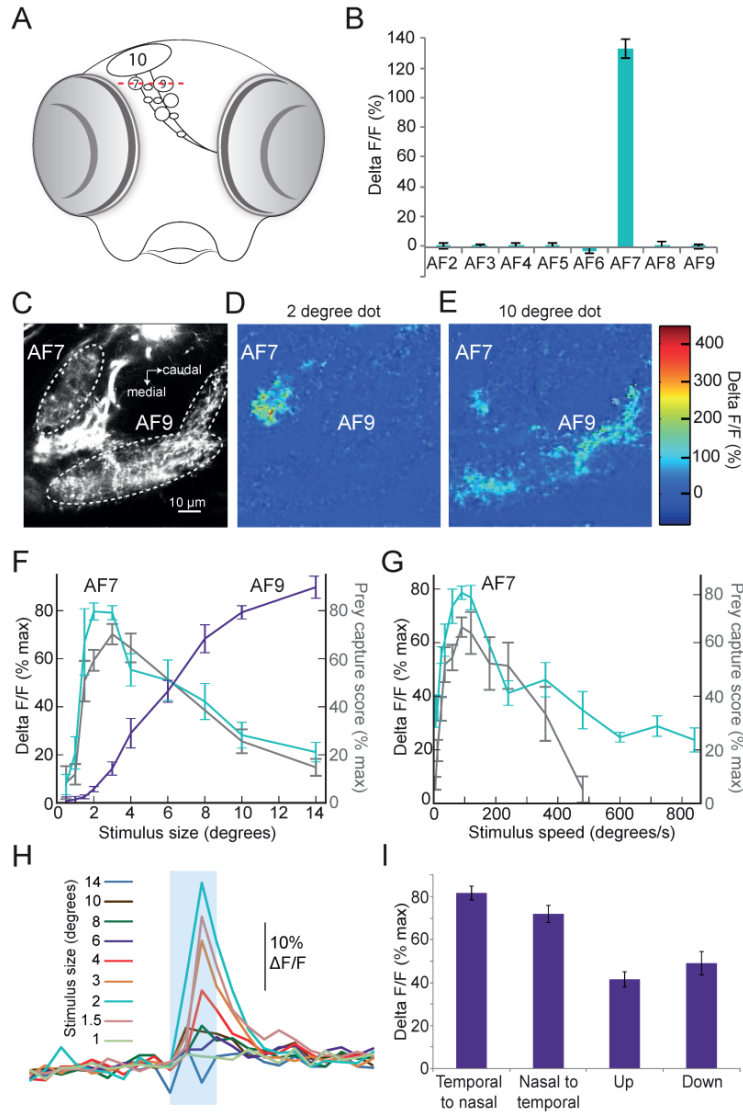 A
10
7
9
B
Delta F/F (%)
140
120
100
80
60
40
20
0
AF2 AF3 AF4 AF5 AF6 AF7 AF8 AF9
C
AF7
caudal
medial
AF9
10 µm
D
2 degree dot
AF7
AF9
E
10 degree dot
AF7
AF9
400
300
200
100
0
Delta F/F (%)
F
AF7
AF9
Delta F/F (% max)
80
60
40
20
0
0 2 4 6 8 10 12 14
Stimulus size (degrees)
80
60
40
20
0
Prey capture score (% max)
G
AF7
Delta F/F (% max)
80
60
40
20
0
0 200 400 600 800
Stimulus speed (degrees/s)
80
60
40
20
0
Prey capture score (% max)
H
Stimulus size (degrees)
14
10
8
6
4
3
2
1.5
1
10%
ΔF/F
I
Delta F/F (% max)
80
60
40
20
0
Temporal to nasal
Nasal to temporal
Up
Down